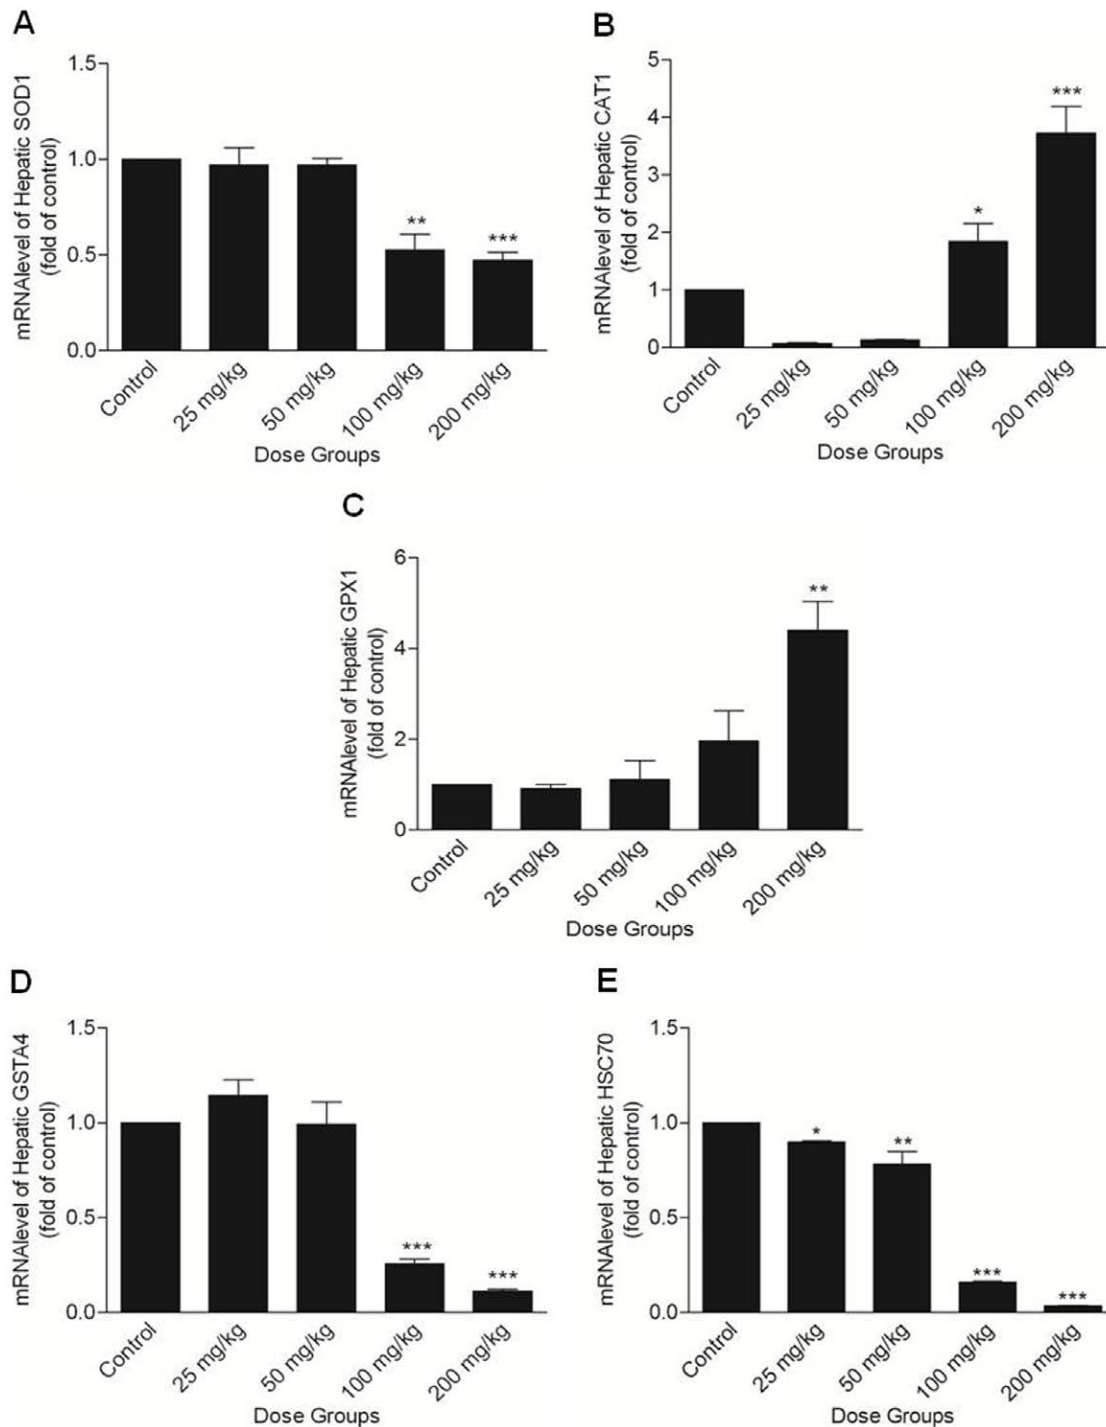 A
mRNAlevel of Hepatic SOD1
(fold of control)
1.5
1.0
0.5
0.0
**
***
Control
25 mg/kg
50 mg/kg
100 mg/kg
200 mg/kg
Dose Groups
B
mRNAlevel of Hepatic CAT1
(fold of control)
5
4
3
2
1
0
*
***
Control
25 mg/kg
50 mg/kg
100 mg/kg
200 mg/kg
Dose Groups
C
mRNAlevel of Hepatic GPX1
(fold of control)
6
4
2
0
**
Control
25 mg/kg
50 mg/kg
100 mg/kg
200 mg/kg
Dose Groups
D
mRNAlevel of Hepatic GSTA4
(fold of control)
1.5
1.0
0.5
0.0
***
***
Control
25 mg/kg
50 mg/kg
100 mg/kg
200 mg/kg
Dose Groups
E
mRNAlevel of Hepatic HSC70
(fold of control)
1.5
1.0
0.5
0.0
*
**
***
***
Control
25 mg/kg
50 mg/kg
100 mg/kg
200 mg/kg
Dose Groups